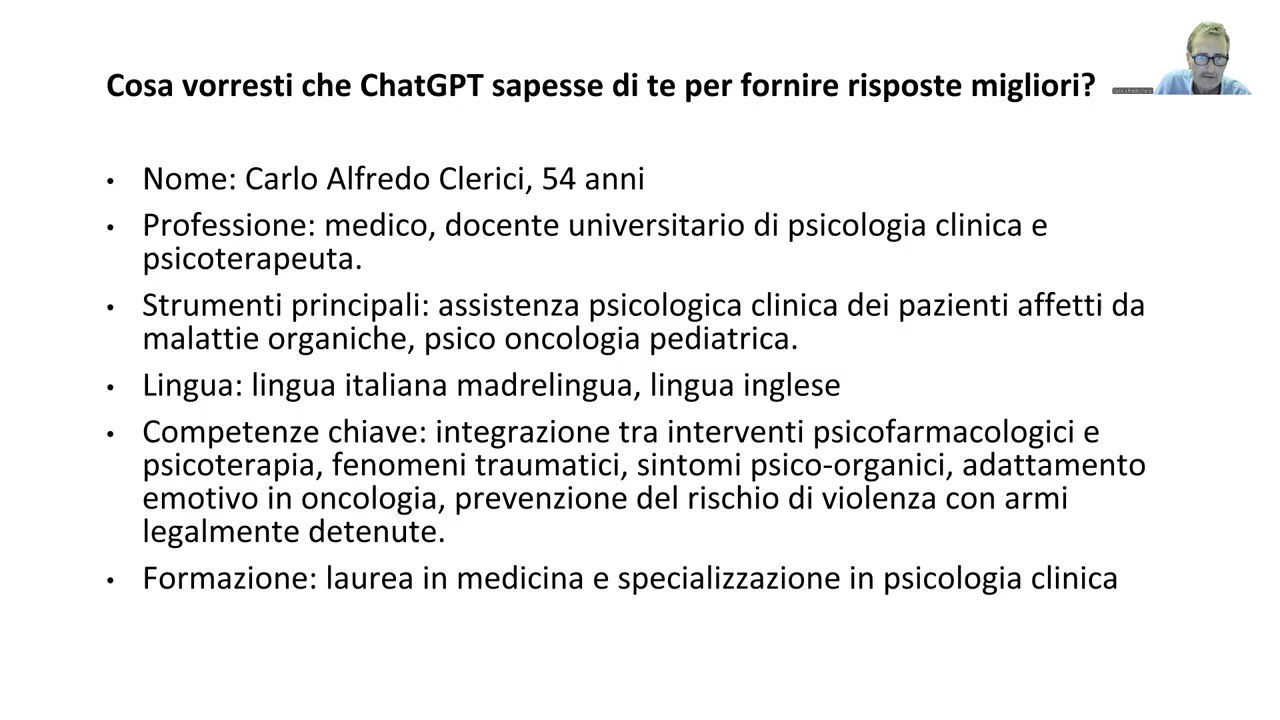 Cosa vorresti che ChatGPT sapesse di te per fornire risposte migliori?
Carlo Alfredo Clerici
• Nome: Carlo Alfredo Clerici, 54 anni
• Professione: medico, docente universitario di psicologia clinica e
psicoterapeuta.
• Strumenti principali: assistenza psicologica clinica dei pazienti affetti da
malattie organiche, psico oncologia pediatrica.
• Lingua: lingua italiana madrelingua, lingua inglese
• Competenze chiave: integrazione tra interventi psicofarmacologici e
psicoterapia, fenomeni traumatici, sintomi psico-organici, adattamento
emotivo in oncologia, prevenzione del rischio di violenza con armi
legalmente detenute.
• Formazione: laurea in medicina e specializzazione in psicologia clinica